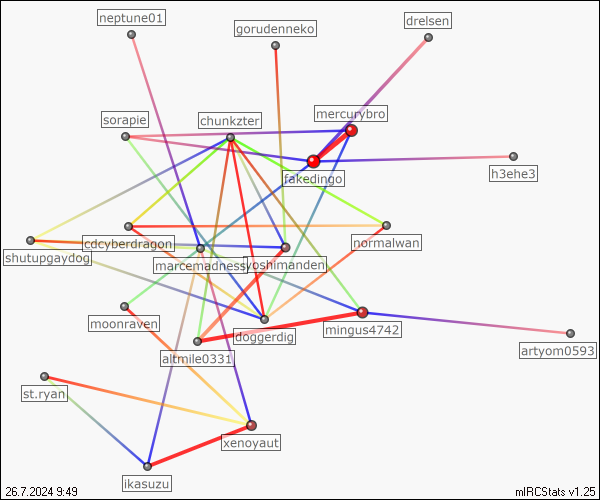 neptune01
drelsen
gorudenneko
mercurybro
sorapie
chunkzter
fakedingo
h3ehe3
cdcyberdragon
normalwan
shutupgaydog
marcemadness
yoshimanden
moonraven
doggerdig
mingus4742
altmile0331
artyom0593
st.ryan
xenoyaut
ikasuzu
26.7.2024 9:49
mIRCStats v1.25